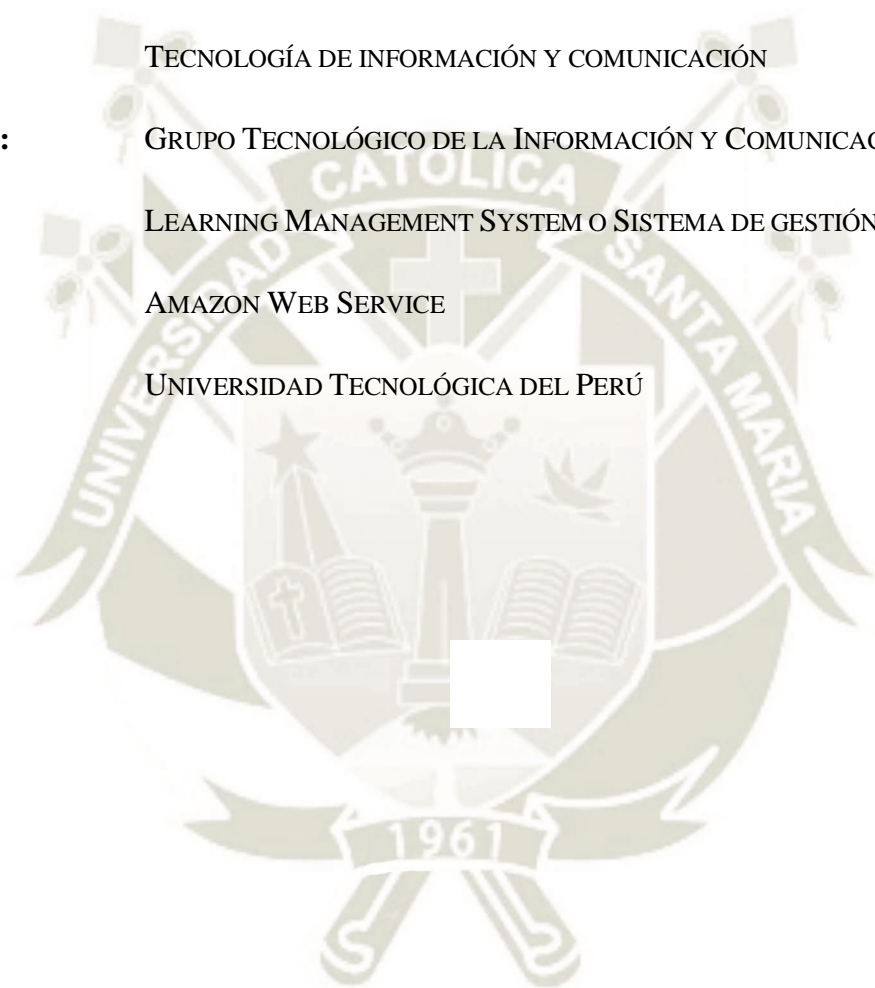 TECNOLOGÍA DE INFORMACIÓN Y COMUNICACIÓN
: GRUPO TECNOLÓGICO DE LA INFORMACIÓN Y
LEARNING MANAGEMENT SYSTEM O SISTEMA DE GESTIÓN
AMAZON WEB SERVICE
UNIVERSIDAD TECNOLÓGICA DEL PERÚ
UNIVERSIDAD CATOLICA SANTA MARIA
1961
S S